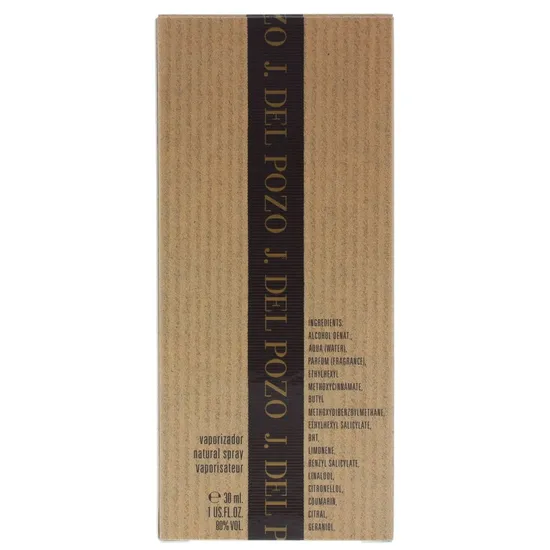 POZO J. DEL POZO J. DEL POZO J. DEL P
INGREDIENTS:
ALCOHOL DENAT.,
AQUA (WATER),
PARFUM (FRAGRANCE),
ETHYLHEXYL
METHOXYCINNAMATE,
BUTYL
METHOXYDIBENZOYLMETHANE,
ETHYLHEXYL SALICYLATE,
BHT,
LIMONENE,
BENZYL SALICYLATE,
LINALOOL,
CITRONELLOL,
COUMARIN,
CITRAL,
GERANIOL.
vaporizador
natural spray
vaporisateur
℮ 30 ml.
1 US.FL.OZ.
80% VOL.